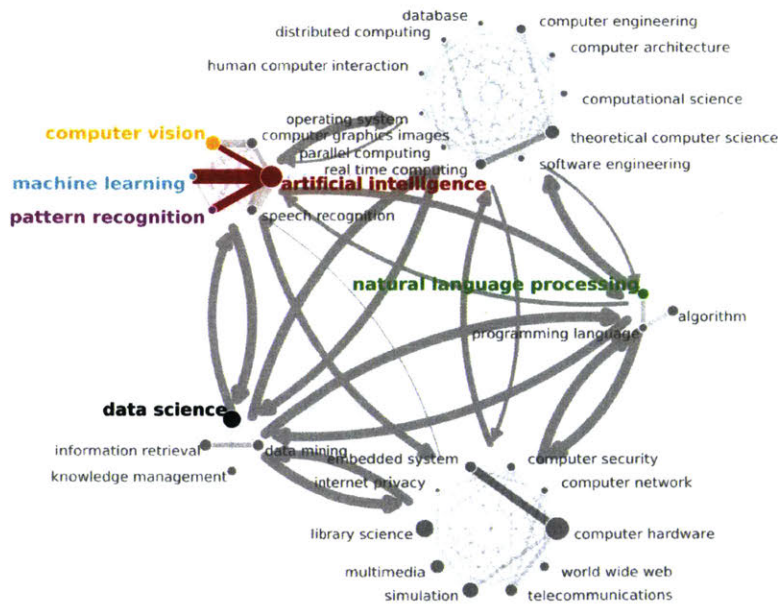 database
computer engineering
distributed computing
computer architecture
human computer interaction
computational science
operating system
computer vision
computer graphics images
theoretical computer science
parallel computing
real time computing
software engineering
machine learning
artificial intelligence
pattern recognition
speech recognition
natural language processing
algorithm
programming language
data science
information retrieval
data mining
embedded system
computer security
knowledge management
internet privacy
computer network
library science
computer hardware
multimedia
world wide web
simulation
telecommunications